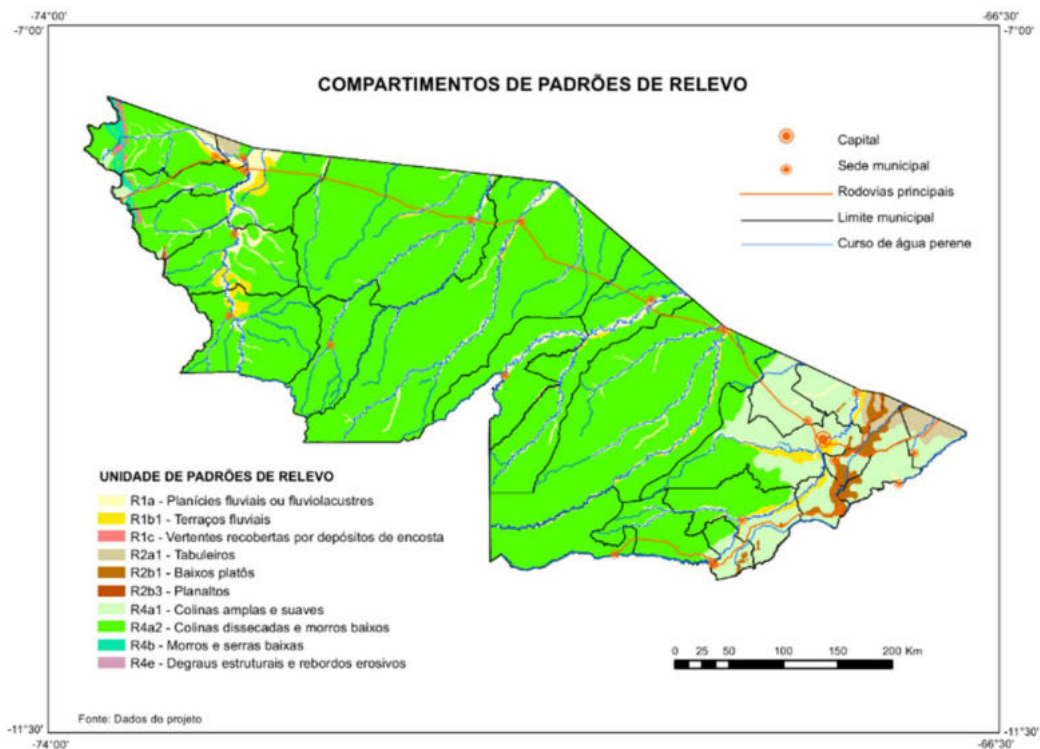 -74°00'
-66°30'
-7°00'
-7°00'
COMPARTIMENTOS DE PADRÕES DE RELEVO
Capital
Sede municipal
Rodovias principais
Limite municipal
Curso de água perene
UNIDADE DE PADRÕES DE RELEVO
R1a - Planícies fluviais ou fluviolacustres
R1b1 - Terraços fluviais
R1c - Vertentes recobertas por depósitos de encosta
R2a1 - Tabuleiros
R2b1 - Baixos platôs
R2b3 - Planaltos
R4a1 - Colinas amplas e suaves
R4a2 - Colinas dissecadas e morros baixos
R4b - Morros e serras baixas
R4e - Degraus estruturais e rebordos erosivos
0 25 50 100 150 200 Km
Fonte: Dados do projeto
-11°30'
-11°30'
-74°00'
-66°30'